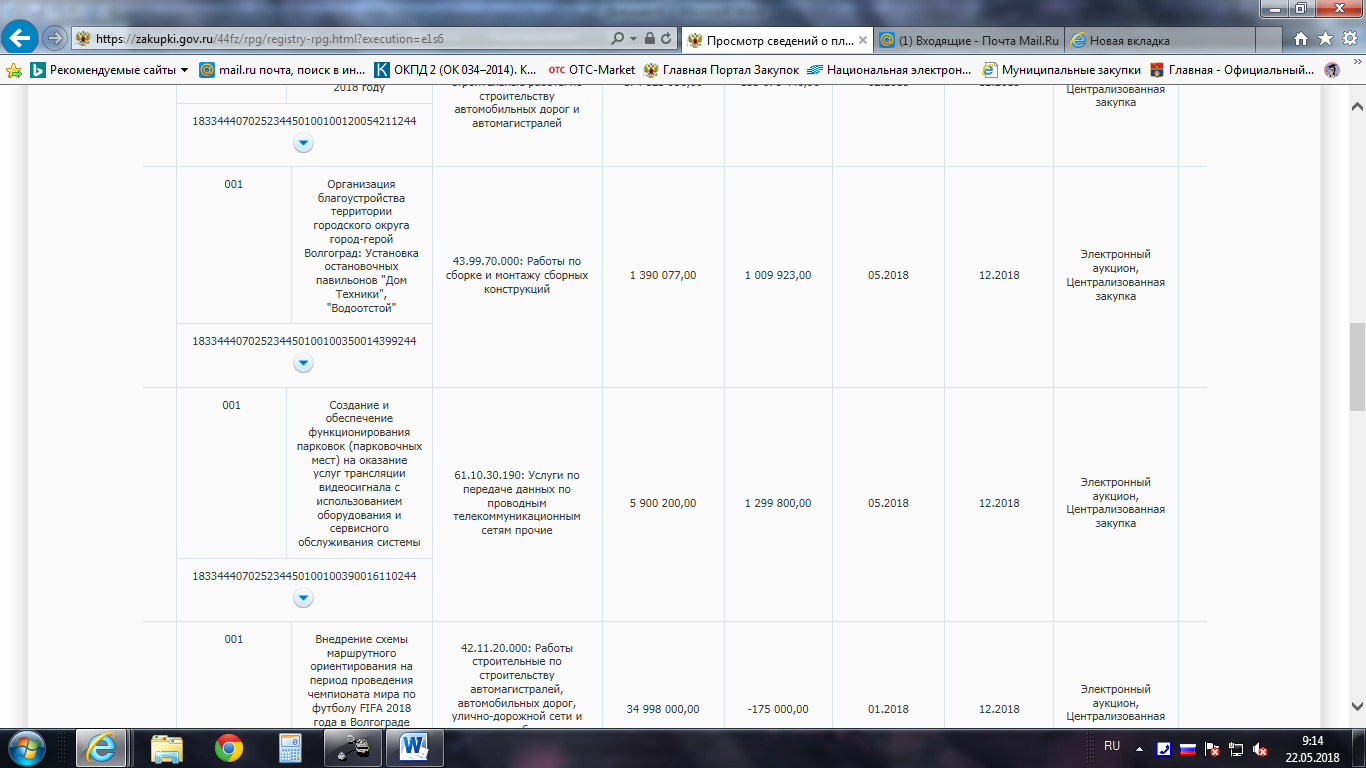 https://zakupki.gov.ru/44fz/rpg/registry-rpg.html?execution=e1s6
Просмотр сведений о пл...
(1) Входящие - Почта Mail.Ru
Новая вкладка
Рекомендуемые сайты
mail.ru почта, поиск в ин...
ОКПД 2 (ОК 034–2014). К...
OTC-Market
Главная Портал Закупок
Национальная электрон...
Муниципальные закупки
Главная - Официальный...
2018 году
183344407025234450100100120054211244
строительству
автомобильных дорог и
автомагистралей
Централизованная
закупка
001
Организация
благоустройства
территории
городского округа
город-герой
Волгоград: Установка
остановочных
павильонов "Дом
Техники",
"Водоотстой"
183344407025234450100100350014399244
43.99.70.000: Работы по
сборке и монтажу сборных
конструкций
1 390 077,00
1 009 923,00
05.2018
12.2018
Электронный
аукцион,
Централизованная
закупка
001
Создание и
обеспечение
функционирования
парковок (парковочных
мест) на оказание
услуг трансляции
видеосигнала с
использованием
оборудования и
сервисного
обслуживания системы
183344407025234450100100390016110244
61.10.30.190: Услуги по
передаче данных по
проводным
телекоммуникационным
сетям прочие
5 900 200,00
1 299 800,00
05.2018
12.2018
Электронный
аукцион,
Централизованная
закупка
001
Внедрение схемы
маршрутного
ориентирования на
период проведения
чемпионата мира по
футболу FIFA 2018
года в Волгограде
42.11.20.000: Работы
строительные по
строительству
автомагистралей,
автомобильных дорог,
улично-дорожной сети и
34 998 000,00
-175 000,00
01.2018
12.2018
Электронный
аукцион,
Централизованная
RU
9:14
22.05.2018